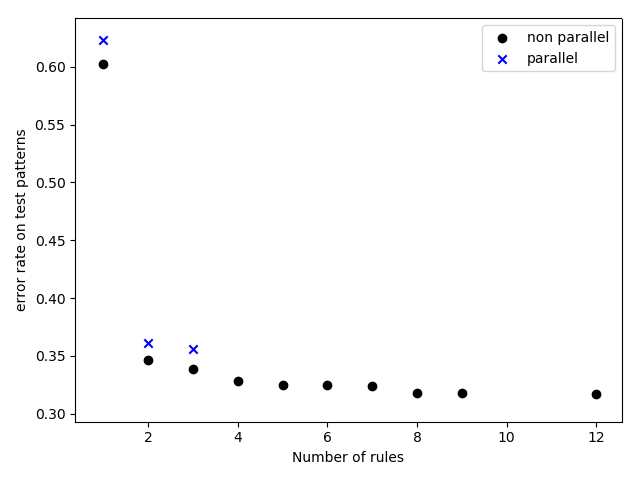 non parallel
parallel
0.60
0.55
0.50
0.45
0.40
0.35
0.30
error rate on test patterns
2 4 6 8 10 12
Number of rules